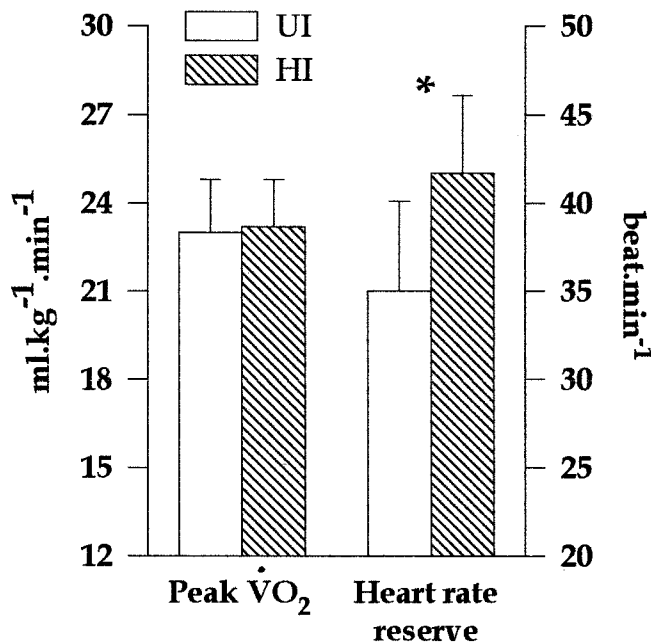 UI
HI
30
27
24
21
18
15
12
ml.kg⁻¹.min⁻¹
*
50
45
40
35
30
25
20
beat.min⁻¹
Peak V̇O₂
Heart rate
reserve